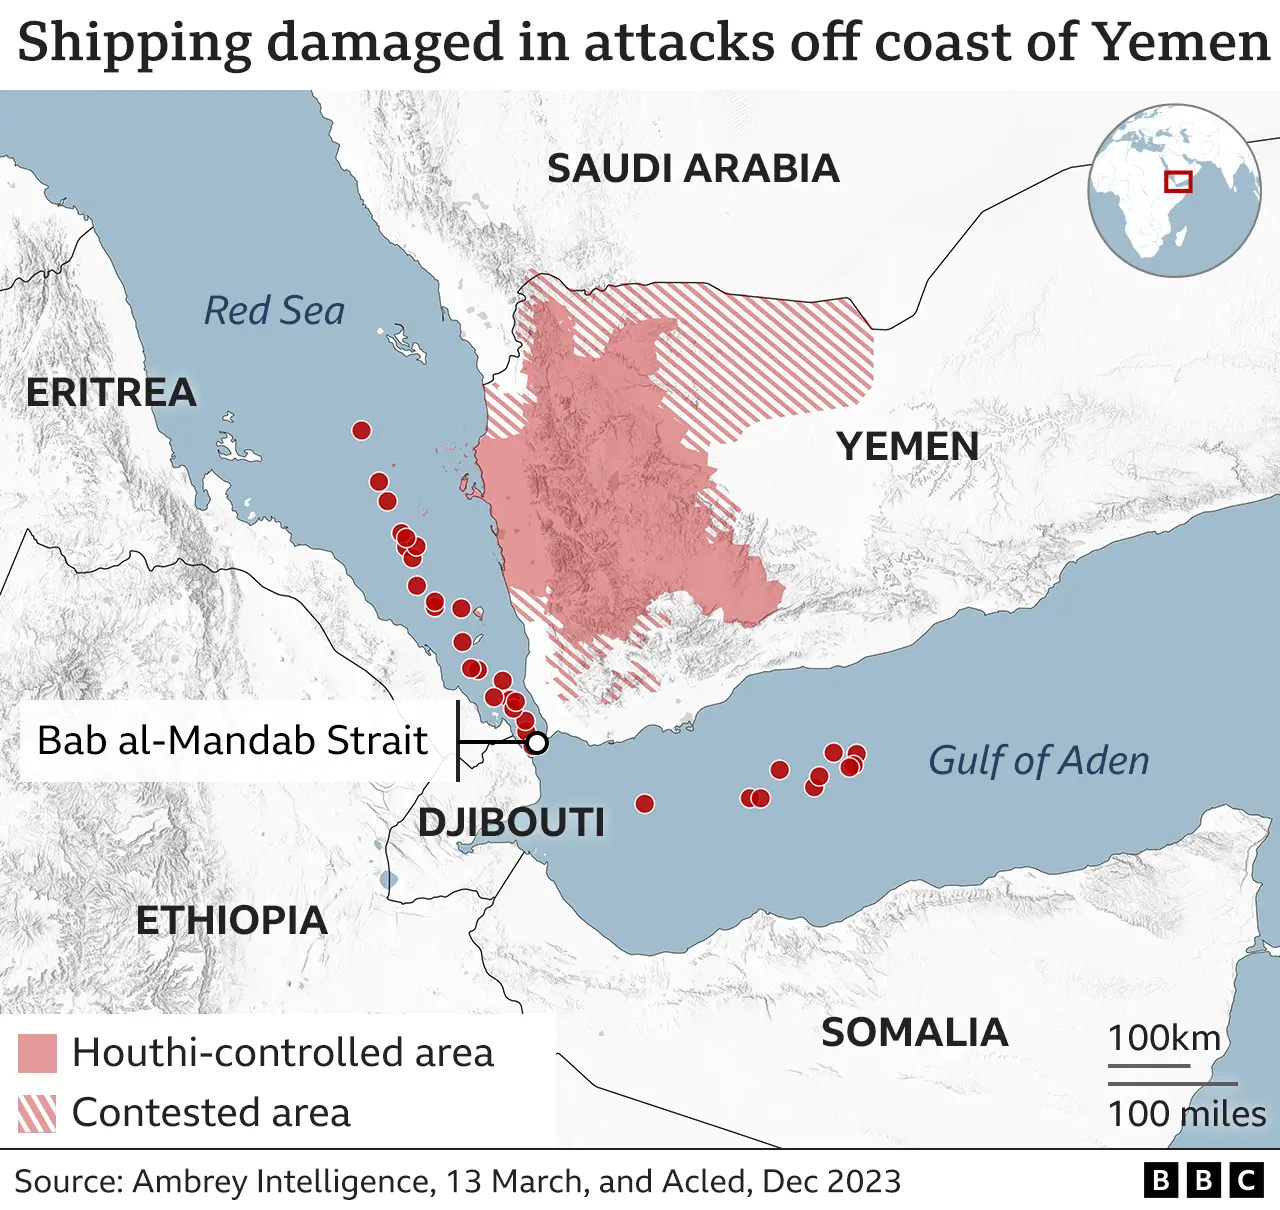 Shipping damaged in attacks off coast of Yemen
SAUDI ARABIA
Red Sea
ERITREA
YEMEN
Bab al-Mandab Strait
Gulf of Aden
DJIBOUTI
ETHIOPIA
SOMALIA
100km
100 miles
Houthi-controlled area
Contested area
Source: Ambrey Intelligence, 13 March, and Acled, Dec 2023
BBC